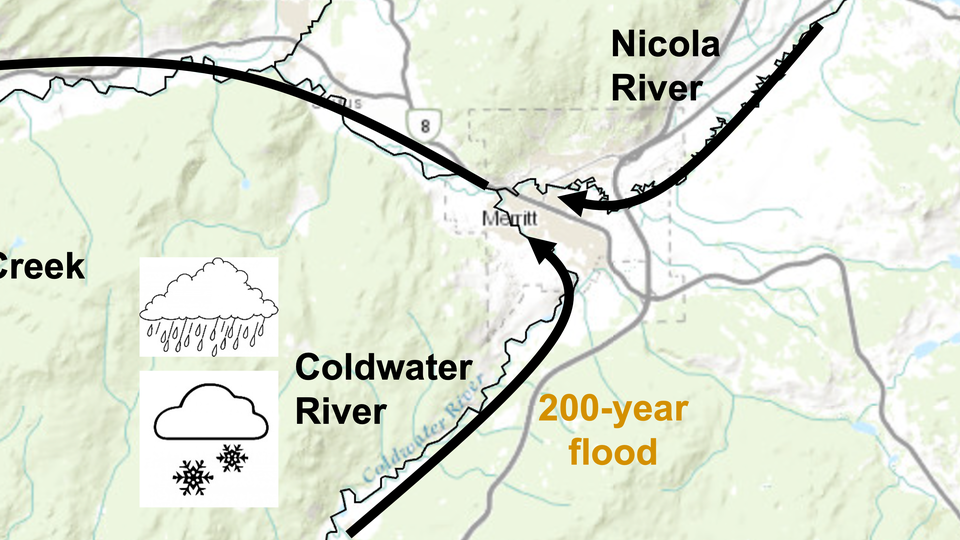 Nicola
River
8
Merritt
Creek
Coldwater
River
Coldwater River
200-year
flood